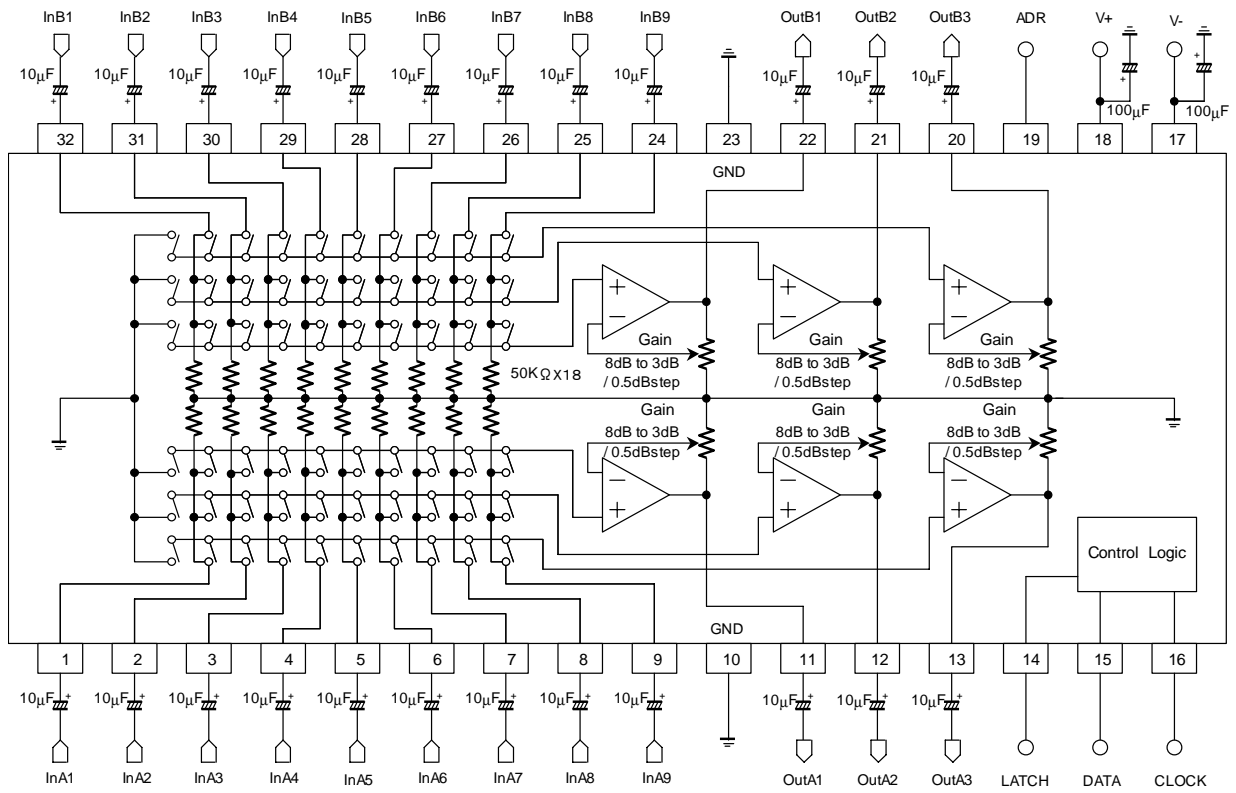 InB1 InB2 InB3 InB4 InB5 InB6 InB7 InB8 InB9 OutB1 OutB2 OutB3 ADR V+ V-
10μF 10μF 10μF 10μF 10μF 10μF 10μF 10μF 10μF 10μF 10μF 10μF
+ + + + + + + + + + + + + +
100μF 100μF
32 31 30 29 28 27 26 25 24 23 22 21 20 19 18 17
GND
+ + +
− − −
Gain Gain Gain
8dB to 3dB 8dB to 3dB 8dB to 3dB
/ 0.5dBstep / 0.5dBstep / 0.5dBstep
50KΩX18
Gain Gain Gain
8dB to 3dB 8dB to 3dB 8dB to 3dB
/ 0.5dBstep / 0.5dBstep / 0.5dBstep
− − −
+ + +
Control Logic
GND
1 2 3 4 5 6 7 8 9 10 11 12 13 14 15 16
+ + + + + + + + + + + +
10μF 10μF 10μF 10μF 10μF 10μF 10μF 10μF 10μF 10μF 10μF 10μF
InA1 InA2 InA3 InA4 InA5 InA6 InA7 InA8 InA9 OutA1 OutA2 OutA3 LATCH DATA CLOCK